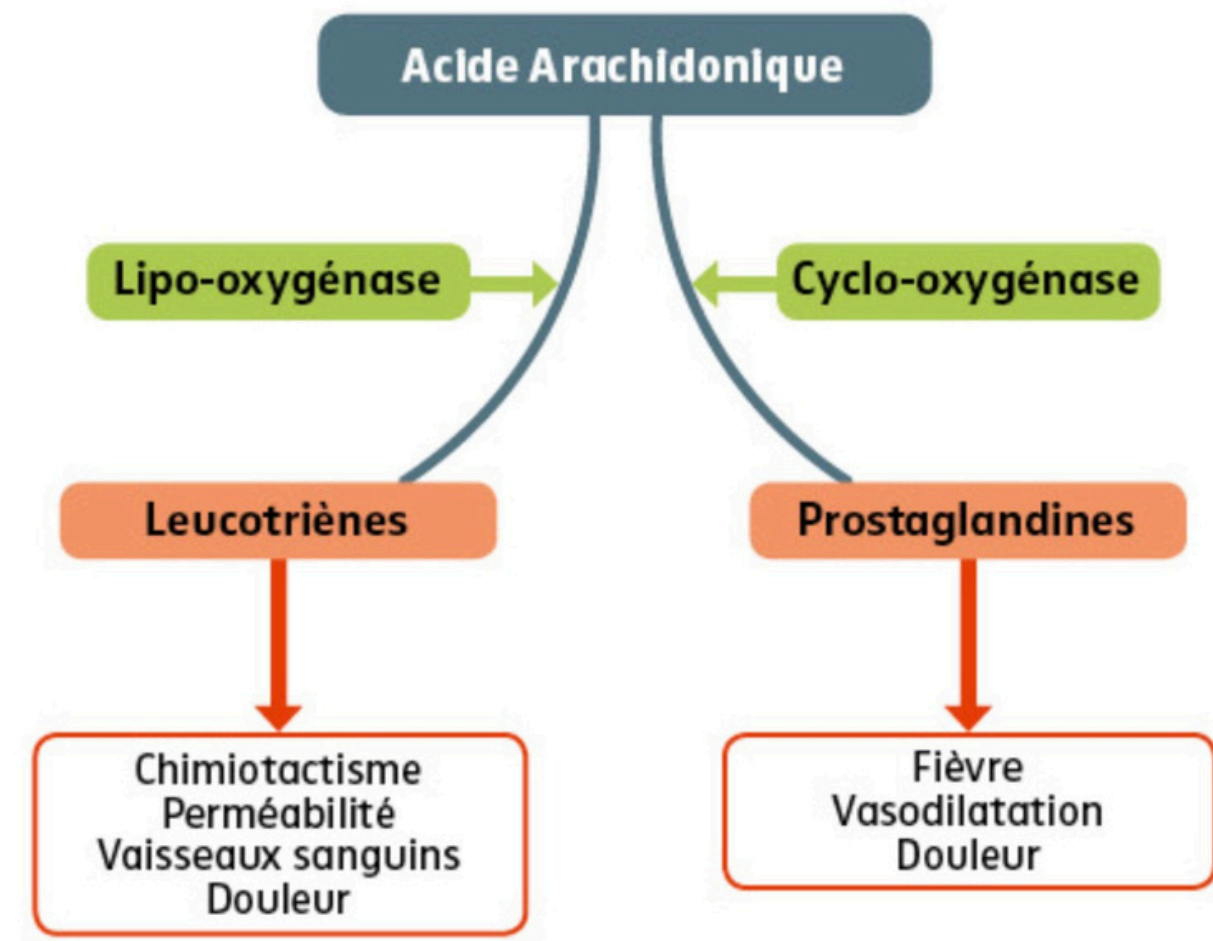 Acide Arachidonique
Lipo-oxygénase
Cyclo-oxygénase
Leucotriènes
Prostaglandines
Chimiotactisme
Perméabilité
Vaisseaux sanguins
Douleur
Fièvre
Vasodilatation
Douleur